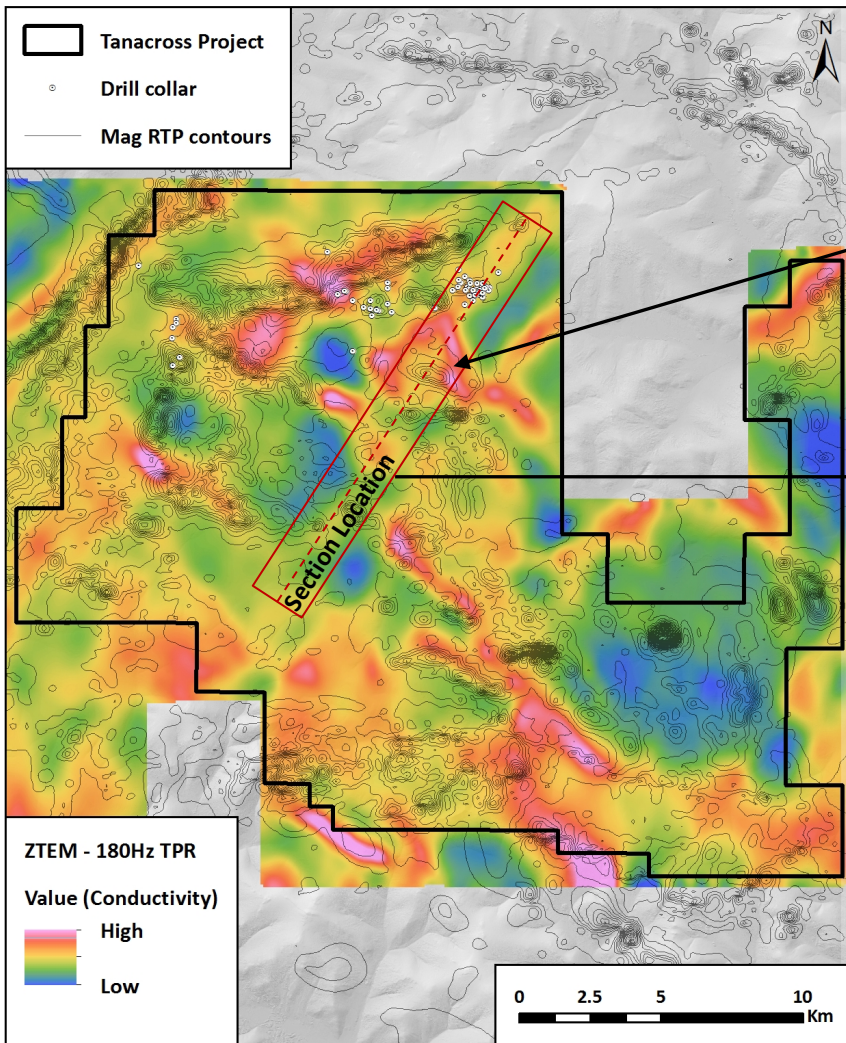 Tanacross Project
Drill collar
Mag RTP contours
N
Section Location
ZTEM - 180Hz TPR
Value (Conductivity)
High
Low
0 2.5 5 10
Km